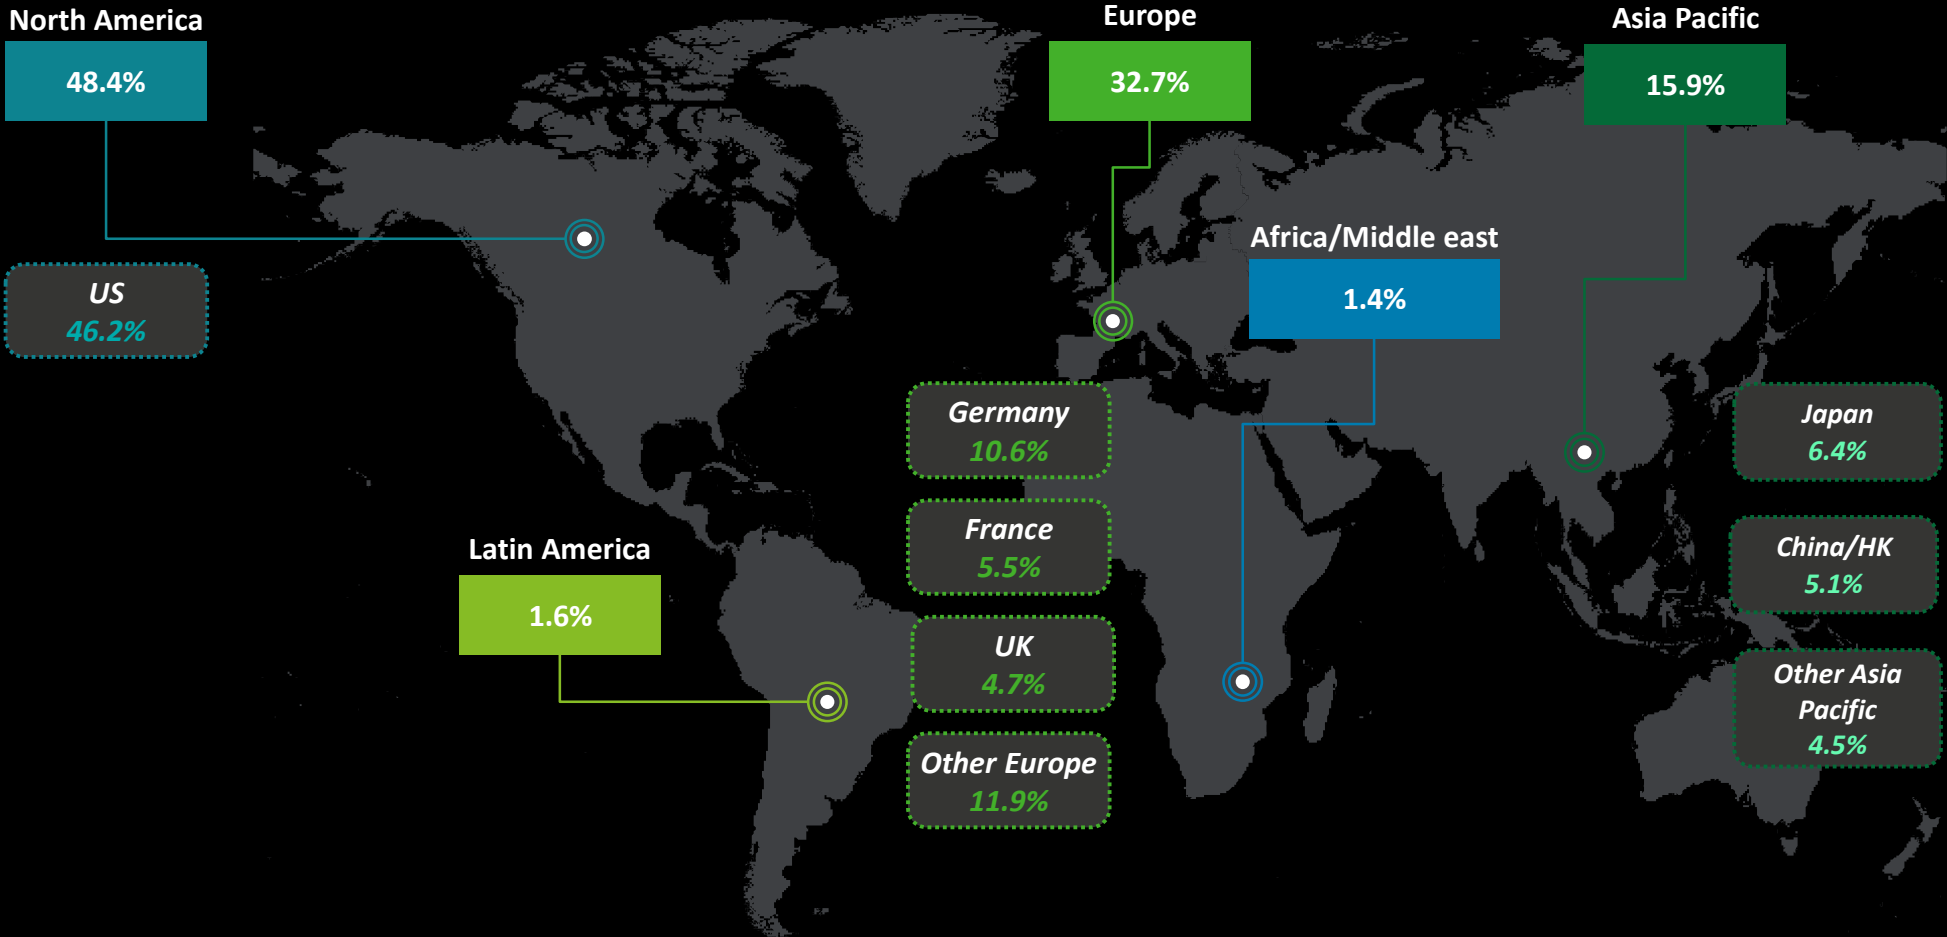 North America
48.4%
US
46.2%
Latin America
1.6%
Europe
32.7%
Germany
10.6%
France
5.5%
UK
4.7%
Other Europe
11.9%
Africa/Middle east
1.4%
Asia Pacific
15.9%
Japan
6.4%
China/HK
5.1%
Other Asia
Pacific
4.5%